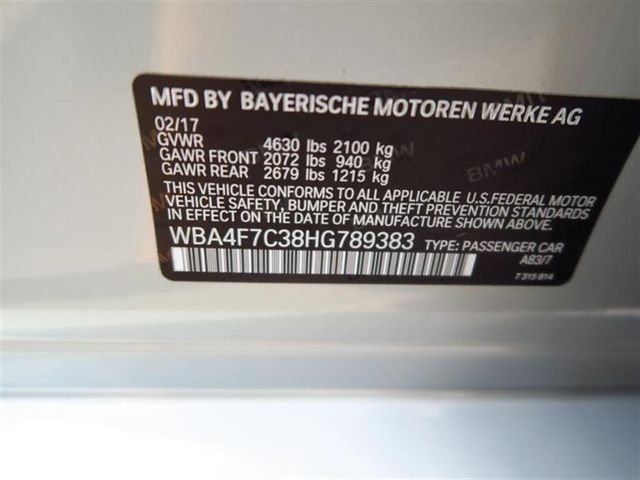 MFD BY BAYERISCHE MOTOREN WERKE AG
02/17
GVWR 4630 lbs 2100 kg
GAWR FRONT 2072 lbs 940 kg
GAWR REAR 2679 lbs 1215 kg
THIS VEHICLE CONFORMS TO ALL APPLICABLE U.S.FEDERAL MOTOR
VEHICLE SAFETY, BUMPER AND THEFT PREVENTION STANDARDS
IN EFFECT ON THE DATE OF MANUFACTURE SHOWN ABOVE.
WBA4F7C38HG789383 TYPE: PASSENGER CAR
A83/7
7 315 814
BMW